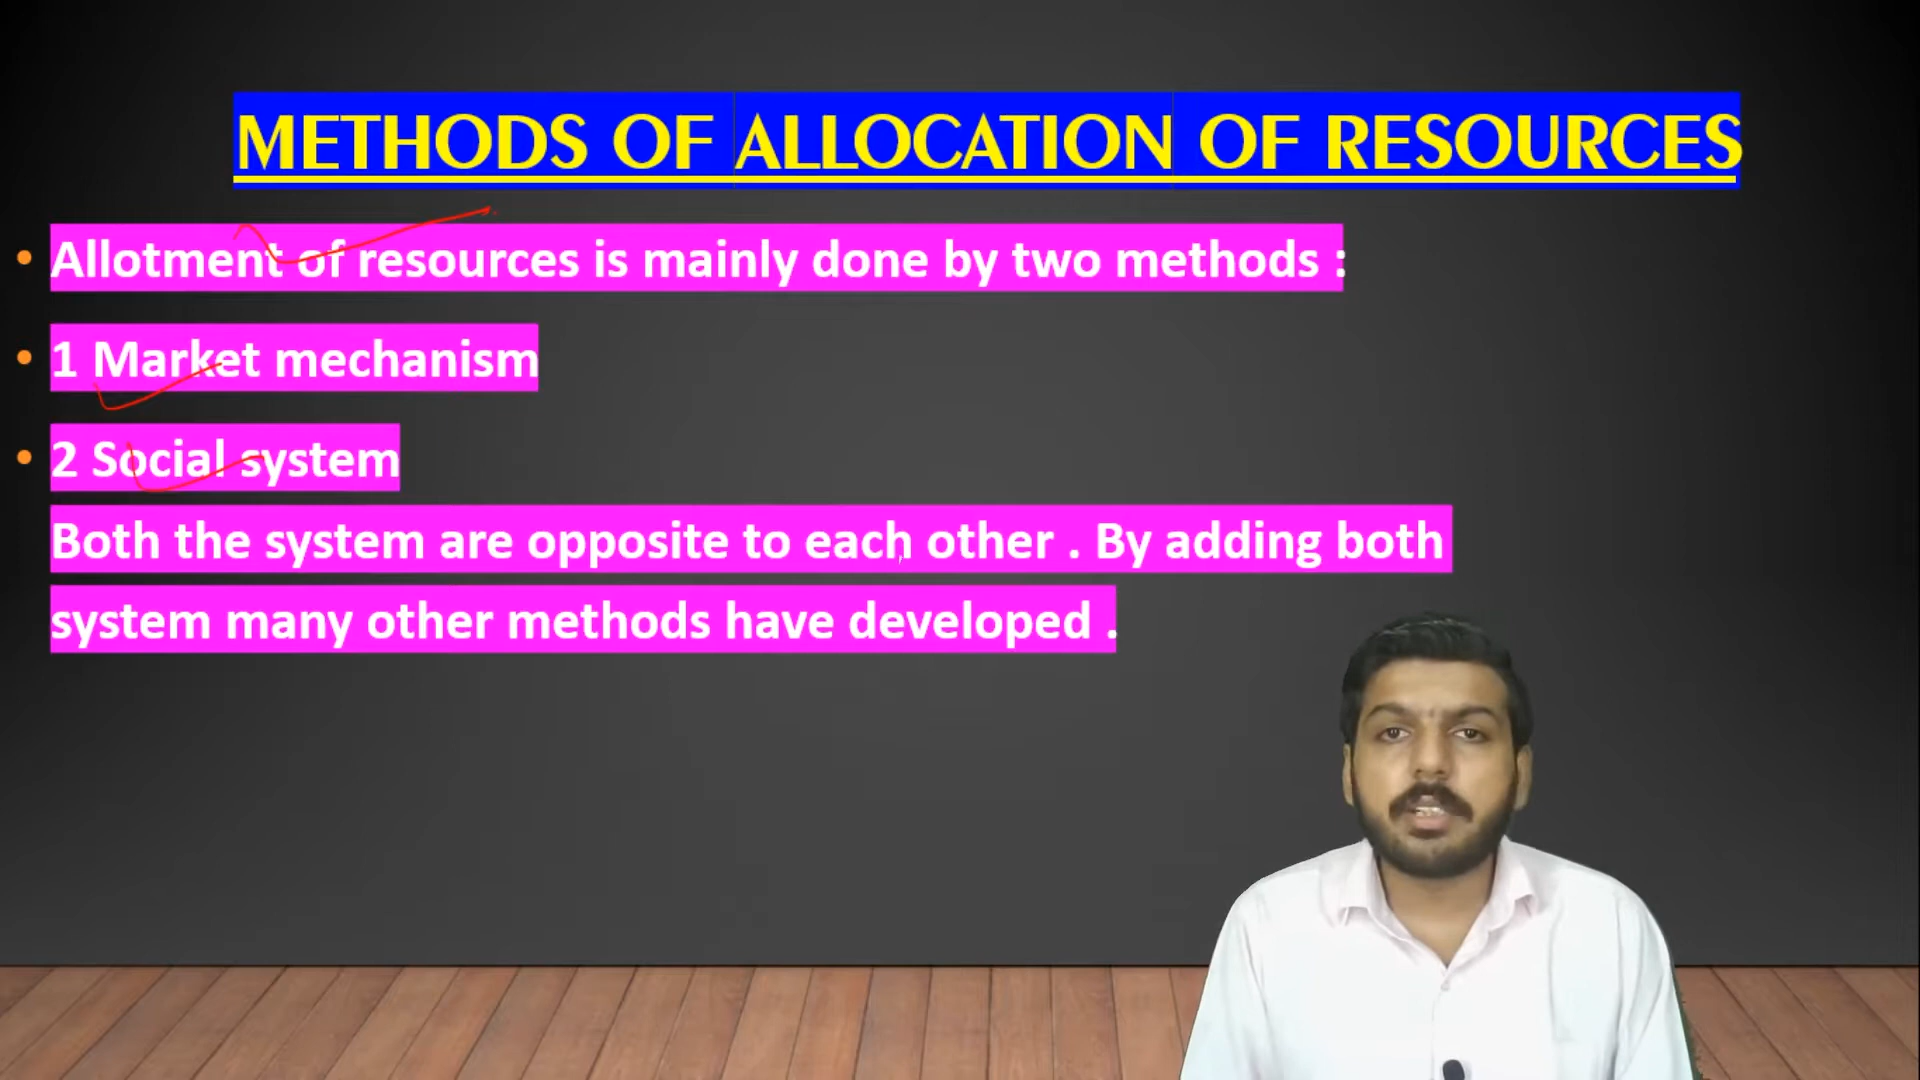 METHODS OF ALLOCATION OF RESOURCES
• Allotment of resources is mainly done by two methods :
• 1 Market mechanism
• 2 Social system
Both the system are opposite to each other . By adding both
system many other methods have developed .